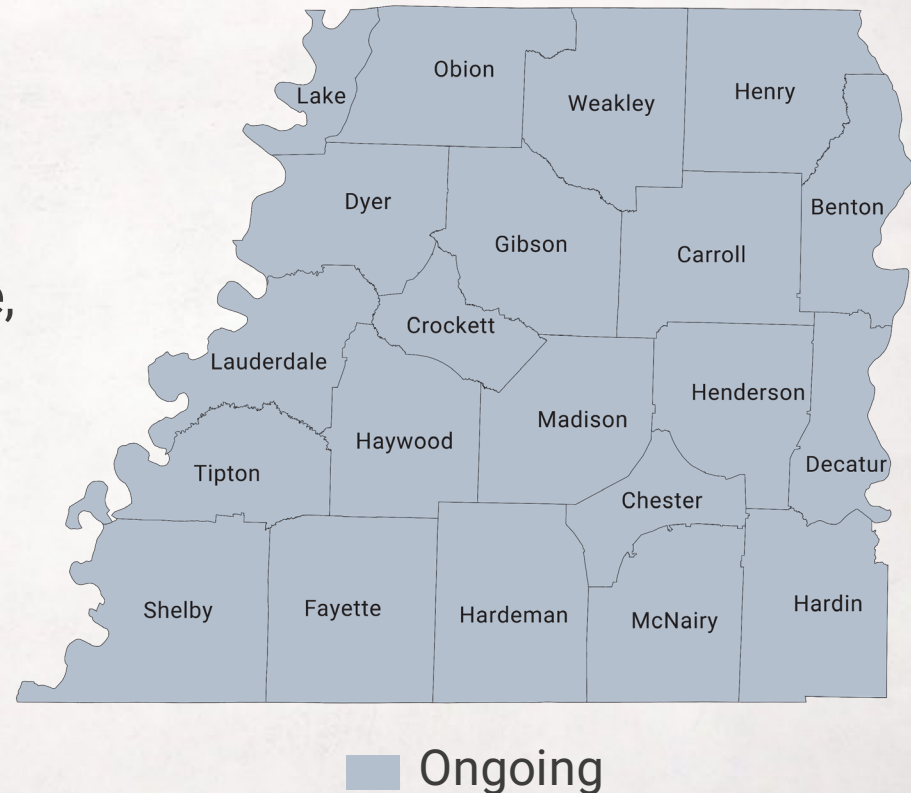 Obion
Lake
Weakley
Henry
Dyer
Benton
Gibson
Carroll
e,
Crockett
Lauderdale
Henderson
Madison
Haywood
Decatur
Tipton
Chester
Shelby
Fayette
Hardeman
McNairy
Hardin
Ongoing